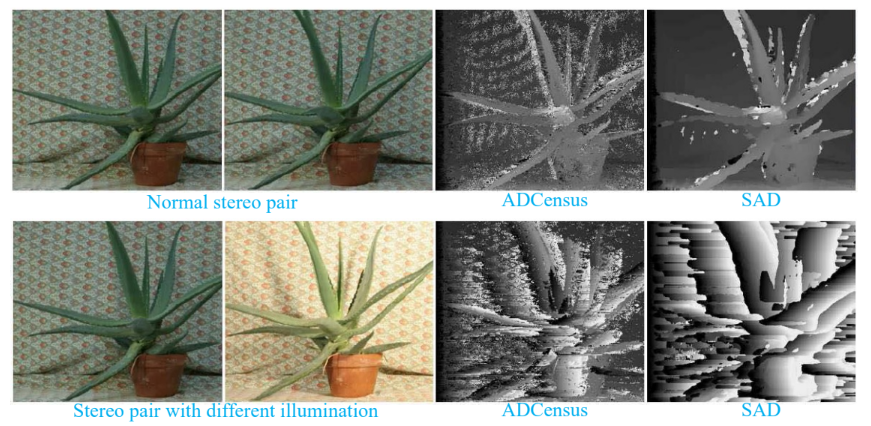 Normal stereo pair
ADCensus
SAD
Stereo pair with different illumination
ADCensus
SAD